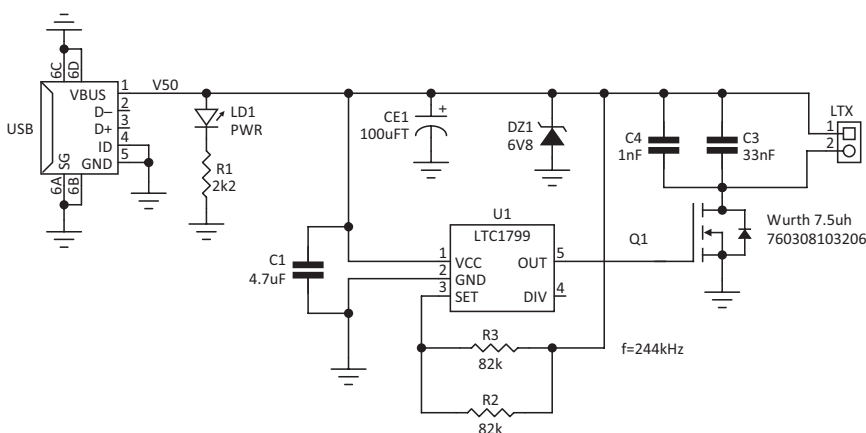 6C
6D
VBUS 1 V50
D– 2
USB
D+ 3
ID 4
SG
GND 5
6A
6B
LD1
PWR
R1
2k2
CE1 +
100uFT
DZ1
6V8
C4
1nF
C3
33nF
LTX
1
2
C1
4.7uF
U1
LTC1799
1 VCC OUT 5
2 GND
3 SET DIV 4
Q1
Wurth 7.5uh
760308103206
R3
82k
f=244kHz
R2
82k